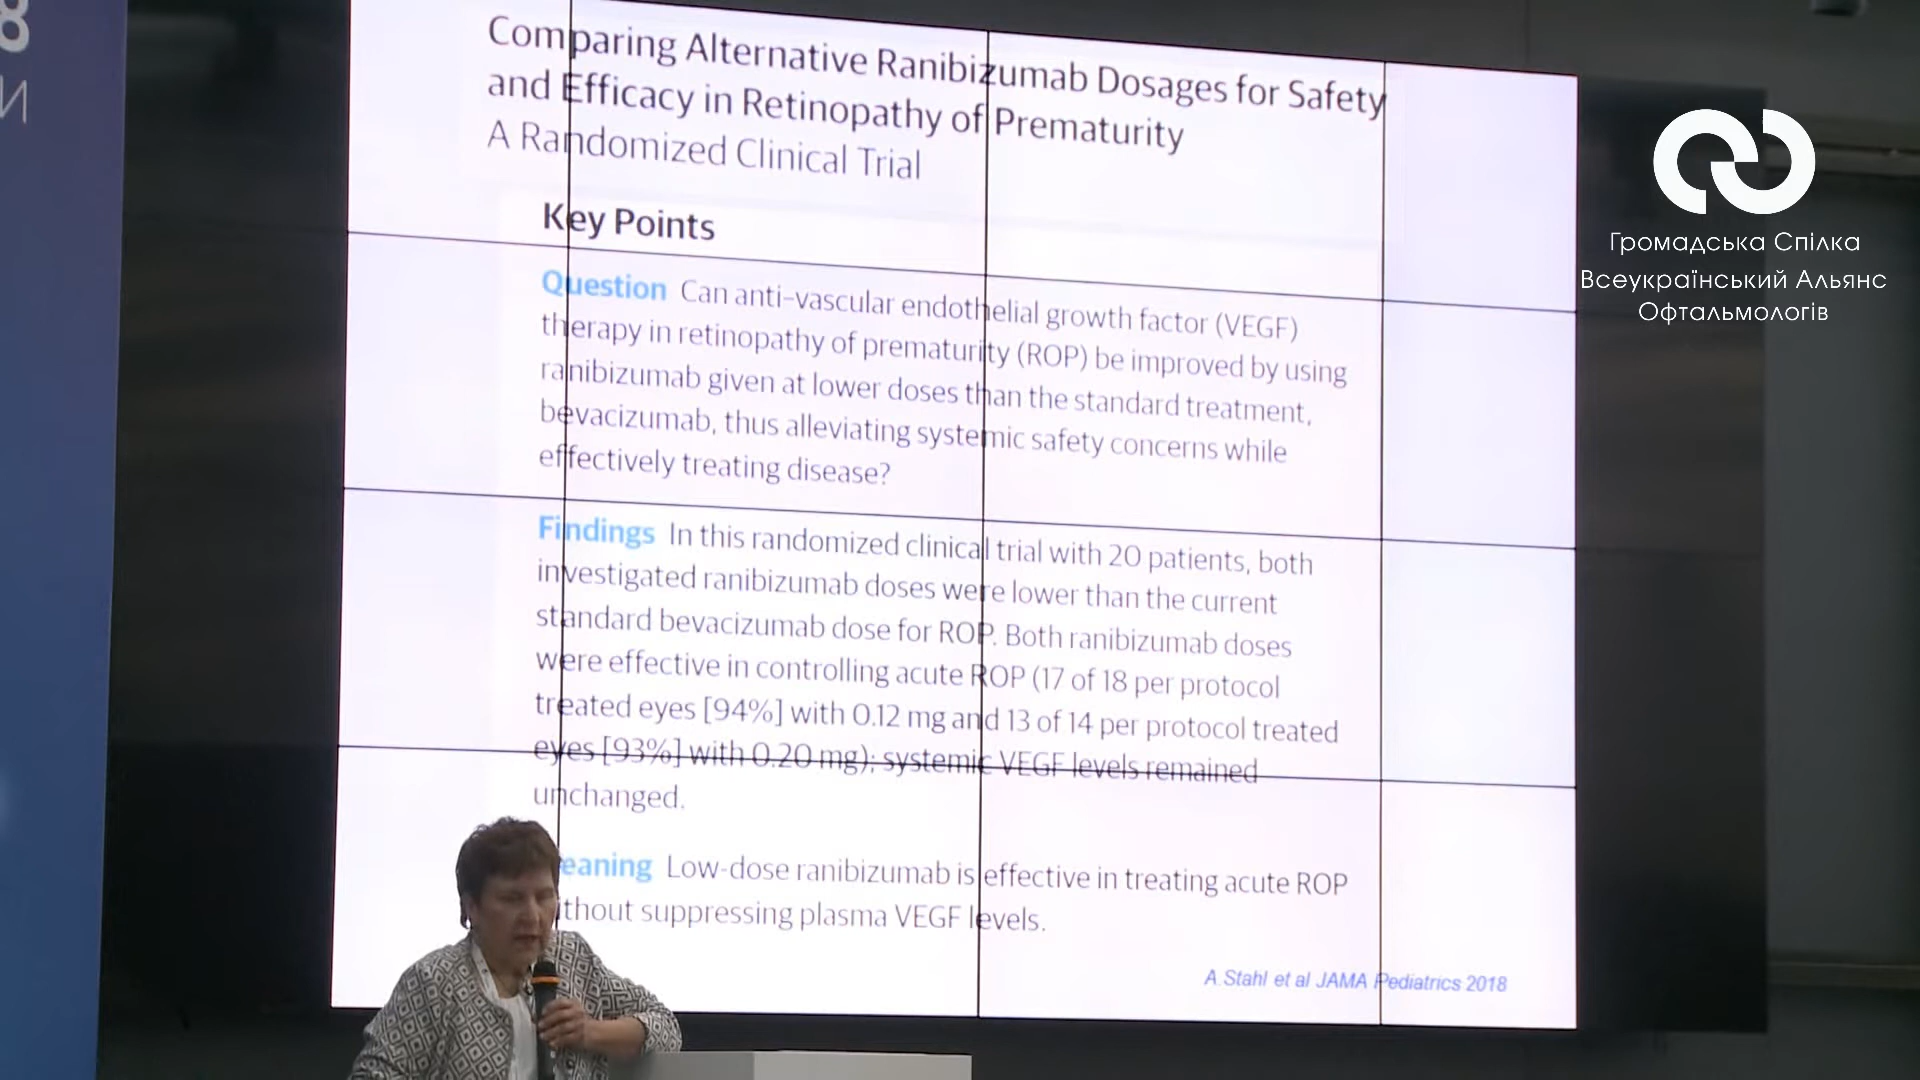 8
И
Comparing Alternative Ranibizumab Dosages for Safety
and Efficacy in Retinopathy of Prematurity
A Randomized Clinical Trial
Key Points
Question Can anti-vascular endothelial growth factor (VEGF)
therapy in retinopathy of prematurity (ROP) be improved by using
ranibizumab given at lower doses than the standard treatment,
bevacizumab, thus alleviating systemic safety concerns while
effectively treating disease?
Findings In this randomized clinical trial with 20 patients, both
investigated ranibizumab doses were lower than the current
standard bevacizumab dose for ROP. Both ranibizumab doses
were effective in controlling acute ROP (17 of 18 per protocol
treated eyes [94%] with 0.12 mg and 13 of 14 per protocol treated
eyes [93%] with 0.20 mg); systemic VEGF levels remained
unchanged.
eaning Low-dose ranibizumab is effective in treating acute ROP
thout suppressing plasma VEGF levels.
A.Stahl et al JAMA Pediatrics 2018
Громадська Спілка
Всеукраїнський Альянс
Офтальмологів